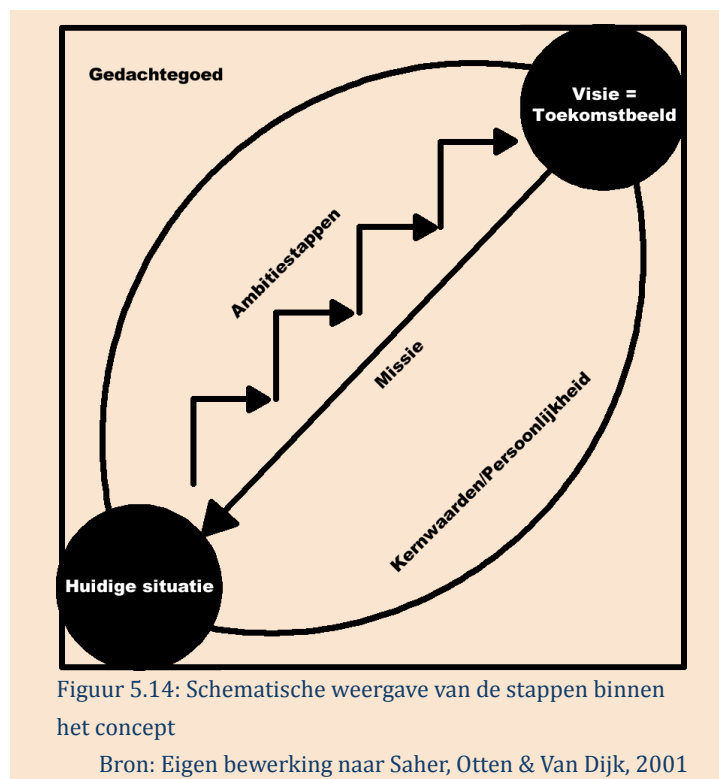 Gedachtegoed
Visie =
Toekomstbeeld
Ambitiestappen
Missie
Kernwaarden/Persoonlijkheid
Huidige situatie
Figuur 5.14: Schematische weergave van de stappen binnen
het concept
Bron: Eigen bewerking naar Saher, Otten & Van Dijk, 2001